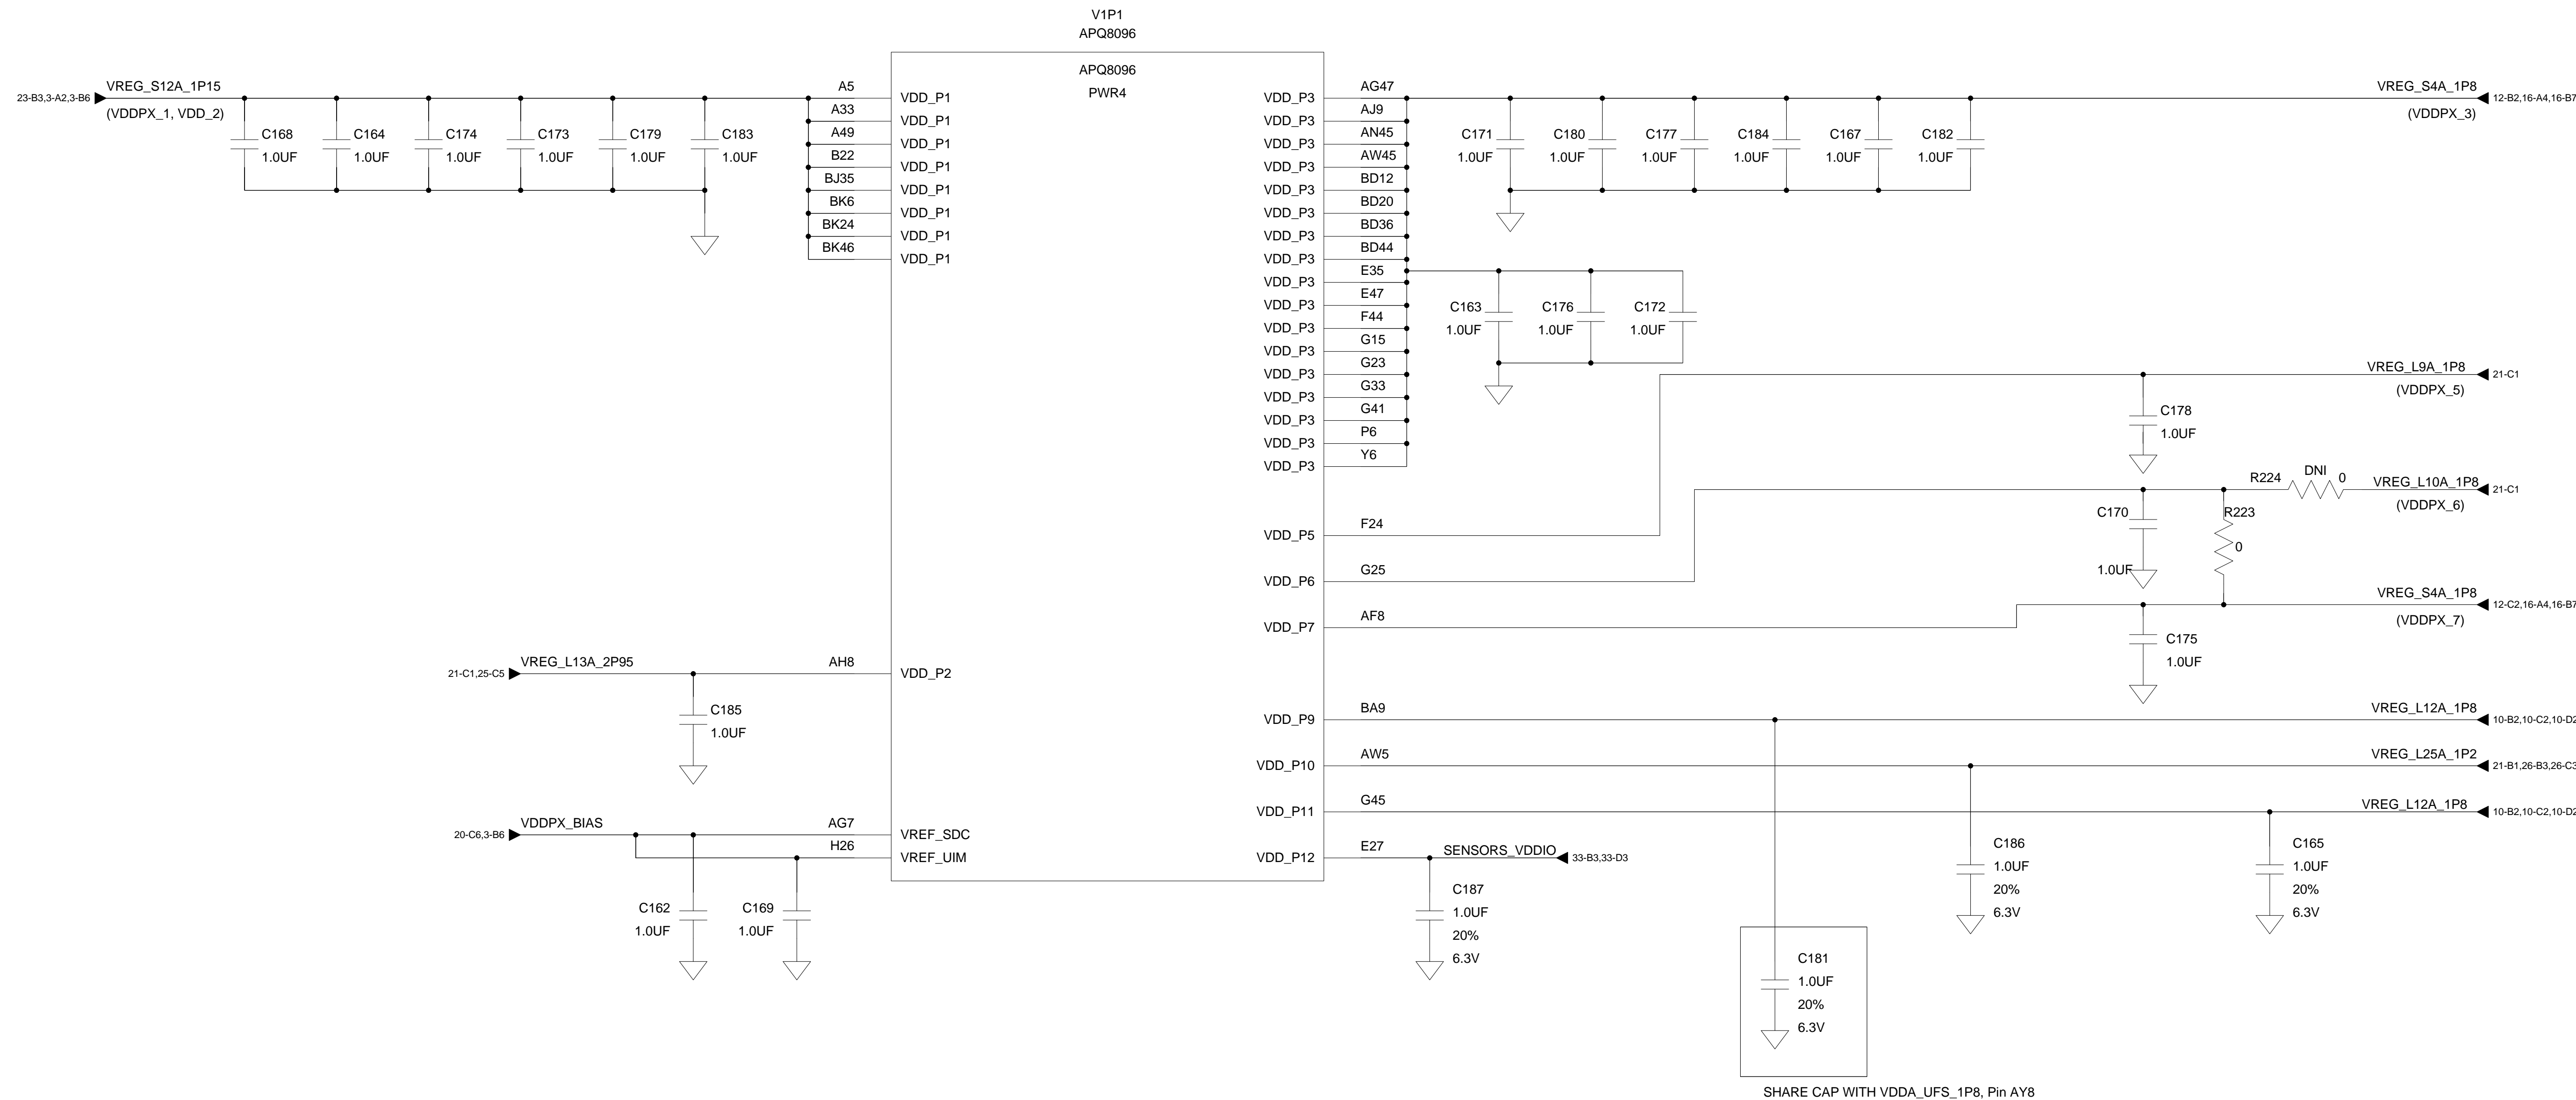 V1P1
APQ8096
APQ8096
PWR4
23-B3,3-A2,3-B6
VREG_S12A_1P15
(VDDPX_1, VDD_2)
C168
1.0UF
C164
1.0UF
C174
1.0UF
C173
1.0UF
C179
1.0UF
C183
1.0UF
A5 VDD_P1
A33 VDD_P1
A49 VDD_P1
B22 VDD_P1
BJ35 VDD_P1
BK6 VDD_P1
BK24 VDD_P1
BK46 VDD_P1
21-C1,25-C5
VREG_L13A_2P95
AH8 VDD_P2
C185
1.0UF
20-C6,3-B6
VDDPX_BIAS
AG7 VREF_SDC
H26 VREF_UIM
C162
1.0UF
C169
1.0UF
VDD_P3 AG47
VDD_P3 AJ9
VDD_P3 AN45
VDD_P3 AW45
VDD_P3 BD12
VDD_P3 BD20
VDD_P3 BD36
VDD_P3 BD44
VDD_P3 E35
VDD_P3 E47
VDD_P3 F44
VDD_P3 G15
VDD_P3 G23
VDD_P3 G33
VDD_P3 G41
VDD_P3 P6
VDD_P3 Y6
VREG_S4A_1P8
12-B2,16-A4,16-B7
(VDDPX_3)
C171
1.0UF
C180
1.0UF
C177
1.0UF
C184
1.0UF
C167
1.0UF
C182
1.0UF
C163
1.0UF
C176
1.0UF
C172
1.0UF
VREG_L9A_1P8
21-C1
(VDDPX_5)
C178
1.0UF
VDD_P5 F24
R224 DNI 0
VREG_L10A_1P8
21-C1
(VDDPX_6)
C170
1.0UF
R223
0
VDD_P6 G25
VREG_S4A_1P8
12-C2,16-A4,16-B7
(VDDPX_7)
VDD_P7 AF8
C175
1.0UF
VDD_P9 BA9
VREG_L12A_1P8
10-B2,10-C2,10-D2
VDD_P10 AW5
VREG_L25A_1P2
21-B1,26-B3,26-C3
VDD_P11 G45
VREG_L12A_1P8
10-B2,10-C2,10-D2
VDD_P12 E27
SENSORS_VDDIO
33-B3,33-D3
C187
1.0UF
20%
6.3V
C186
1.0UF
20%
6.3V
C165
1.0UF
20%
6.3V
C181
1.0UF
20%
6.3V
SHARE CAP WITH VDDA_UFS_1P8, Pin AY8